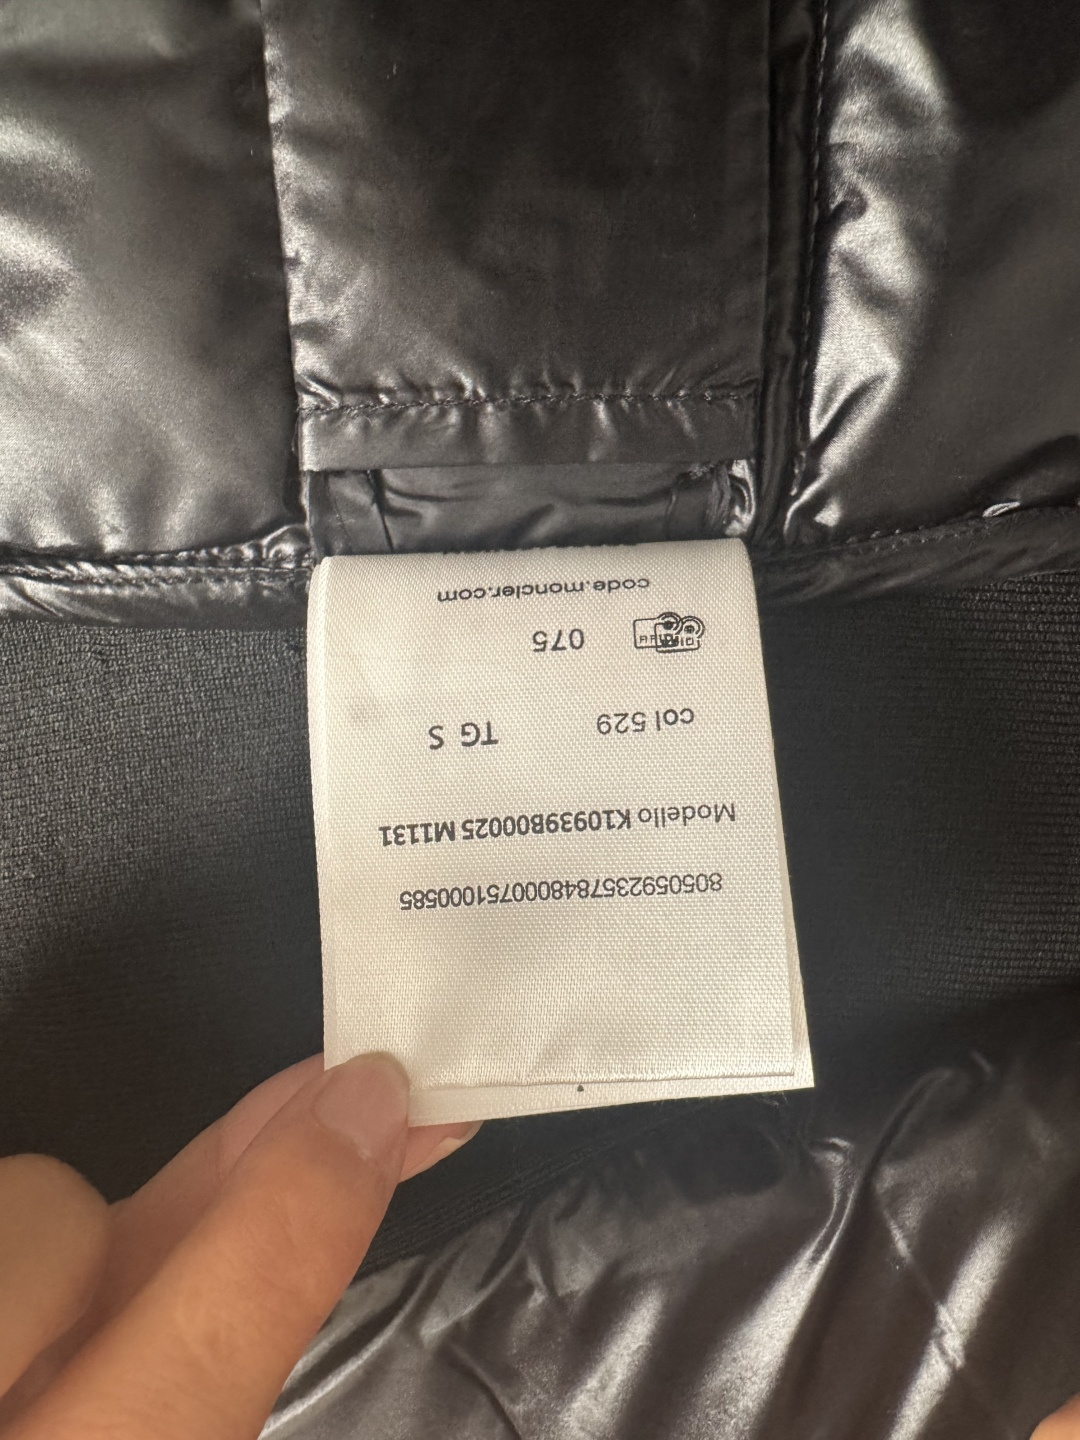 8050592357848000751000585
Modello K10939B00025 M1131
col 529 TG S
075
code.moncler.com